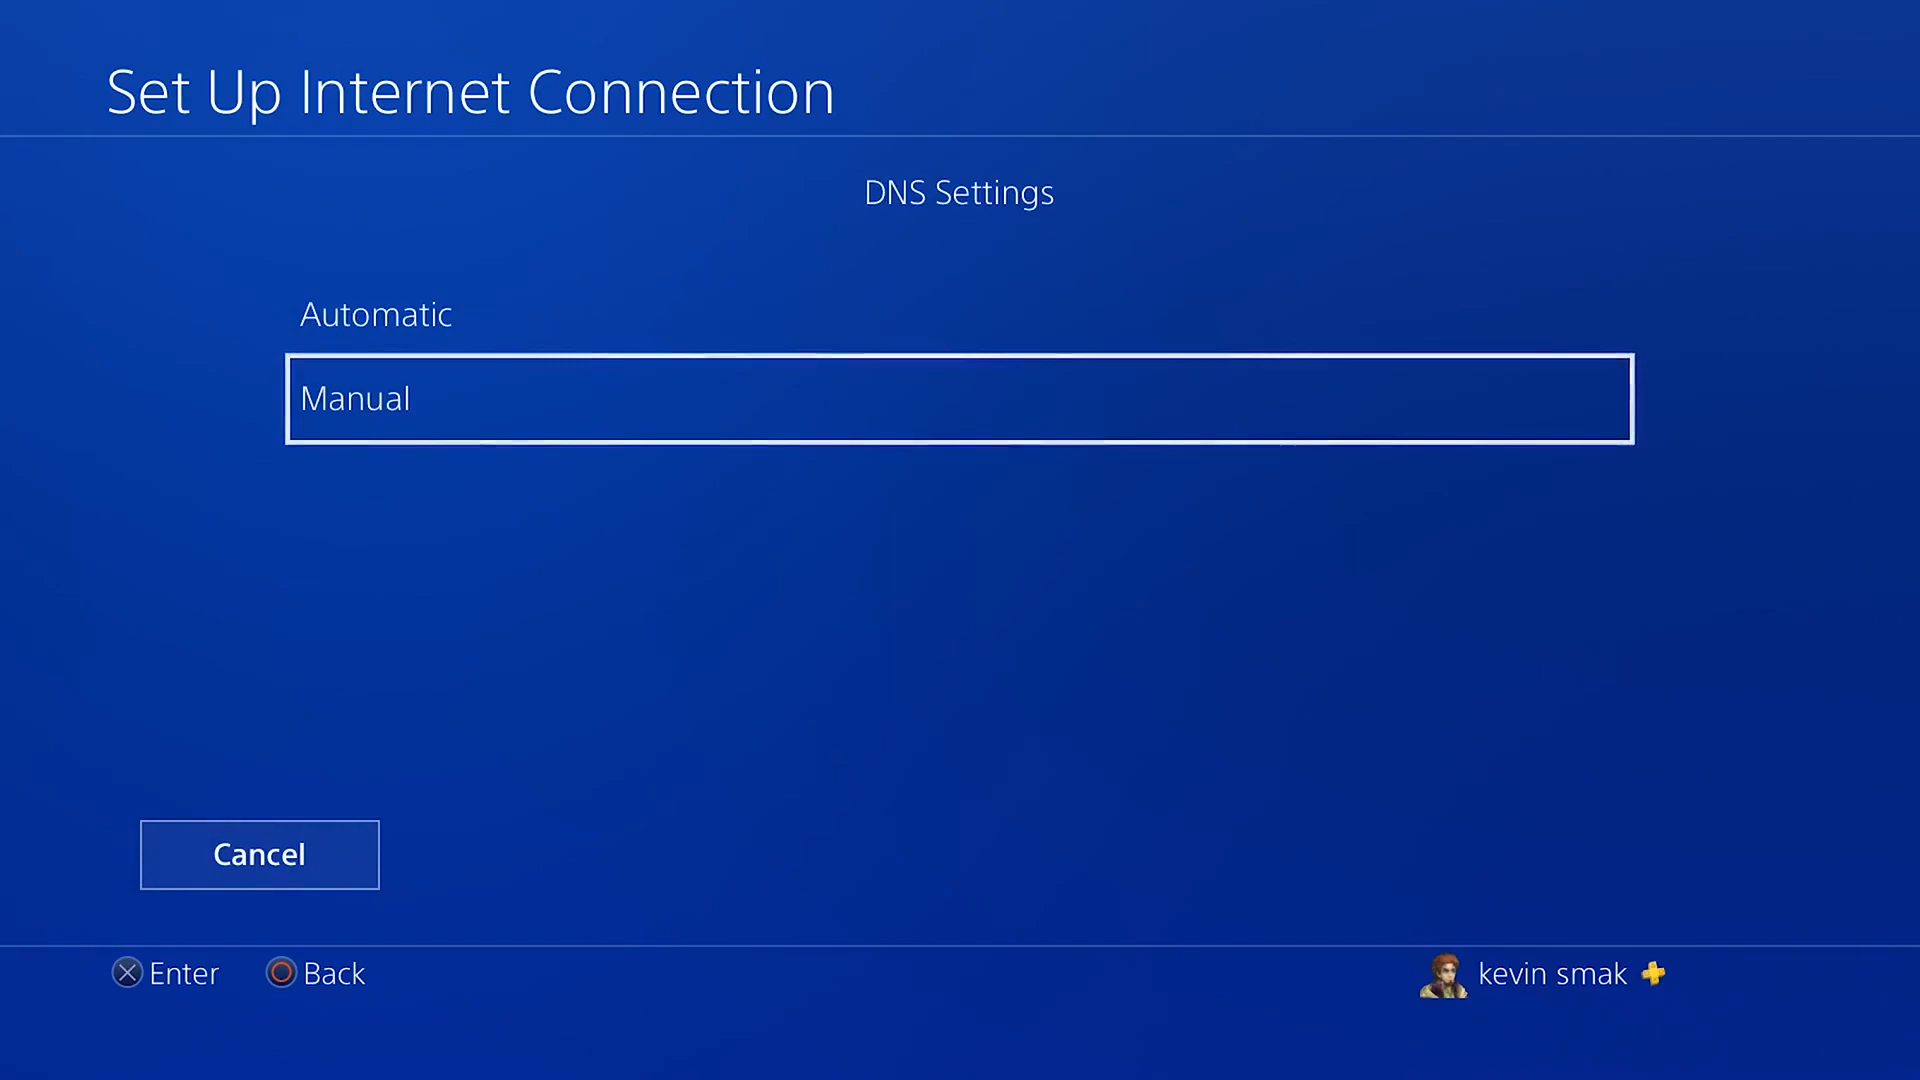 Set Up Internet Connection
DNS Settings
Automatic
Manual
Cancel
Enter Back kevin smak